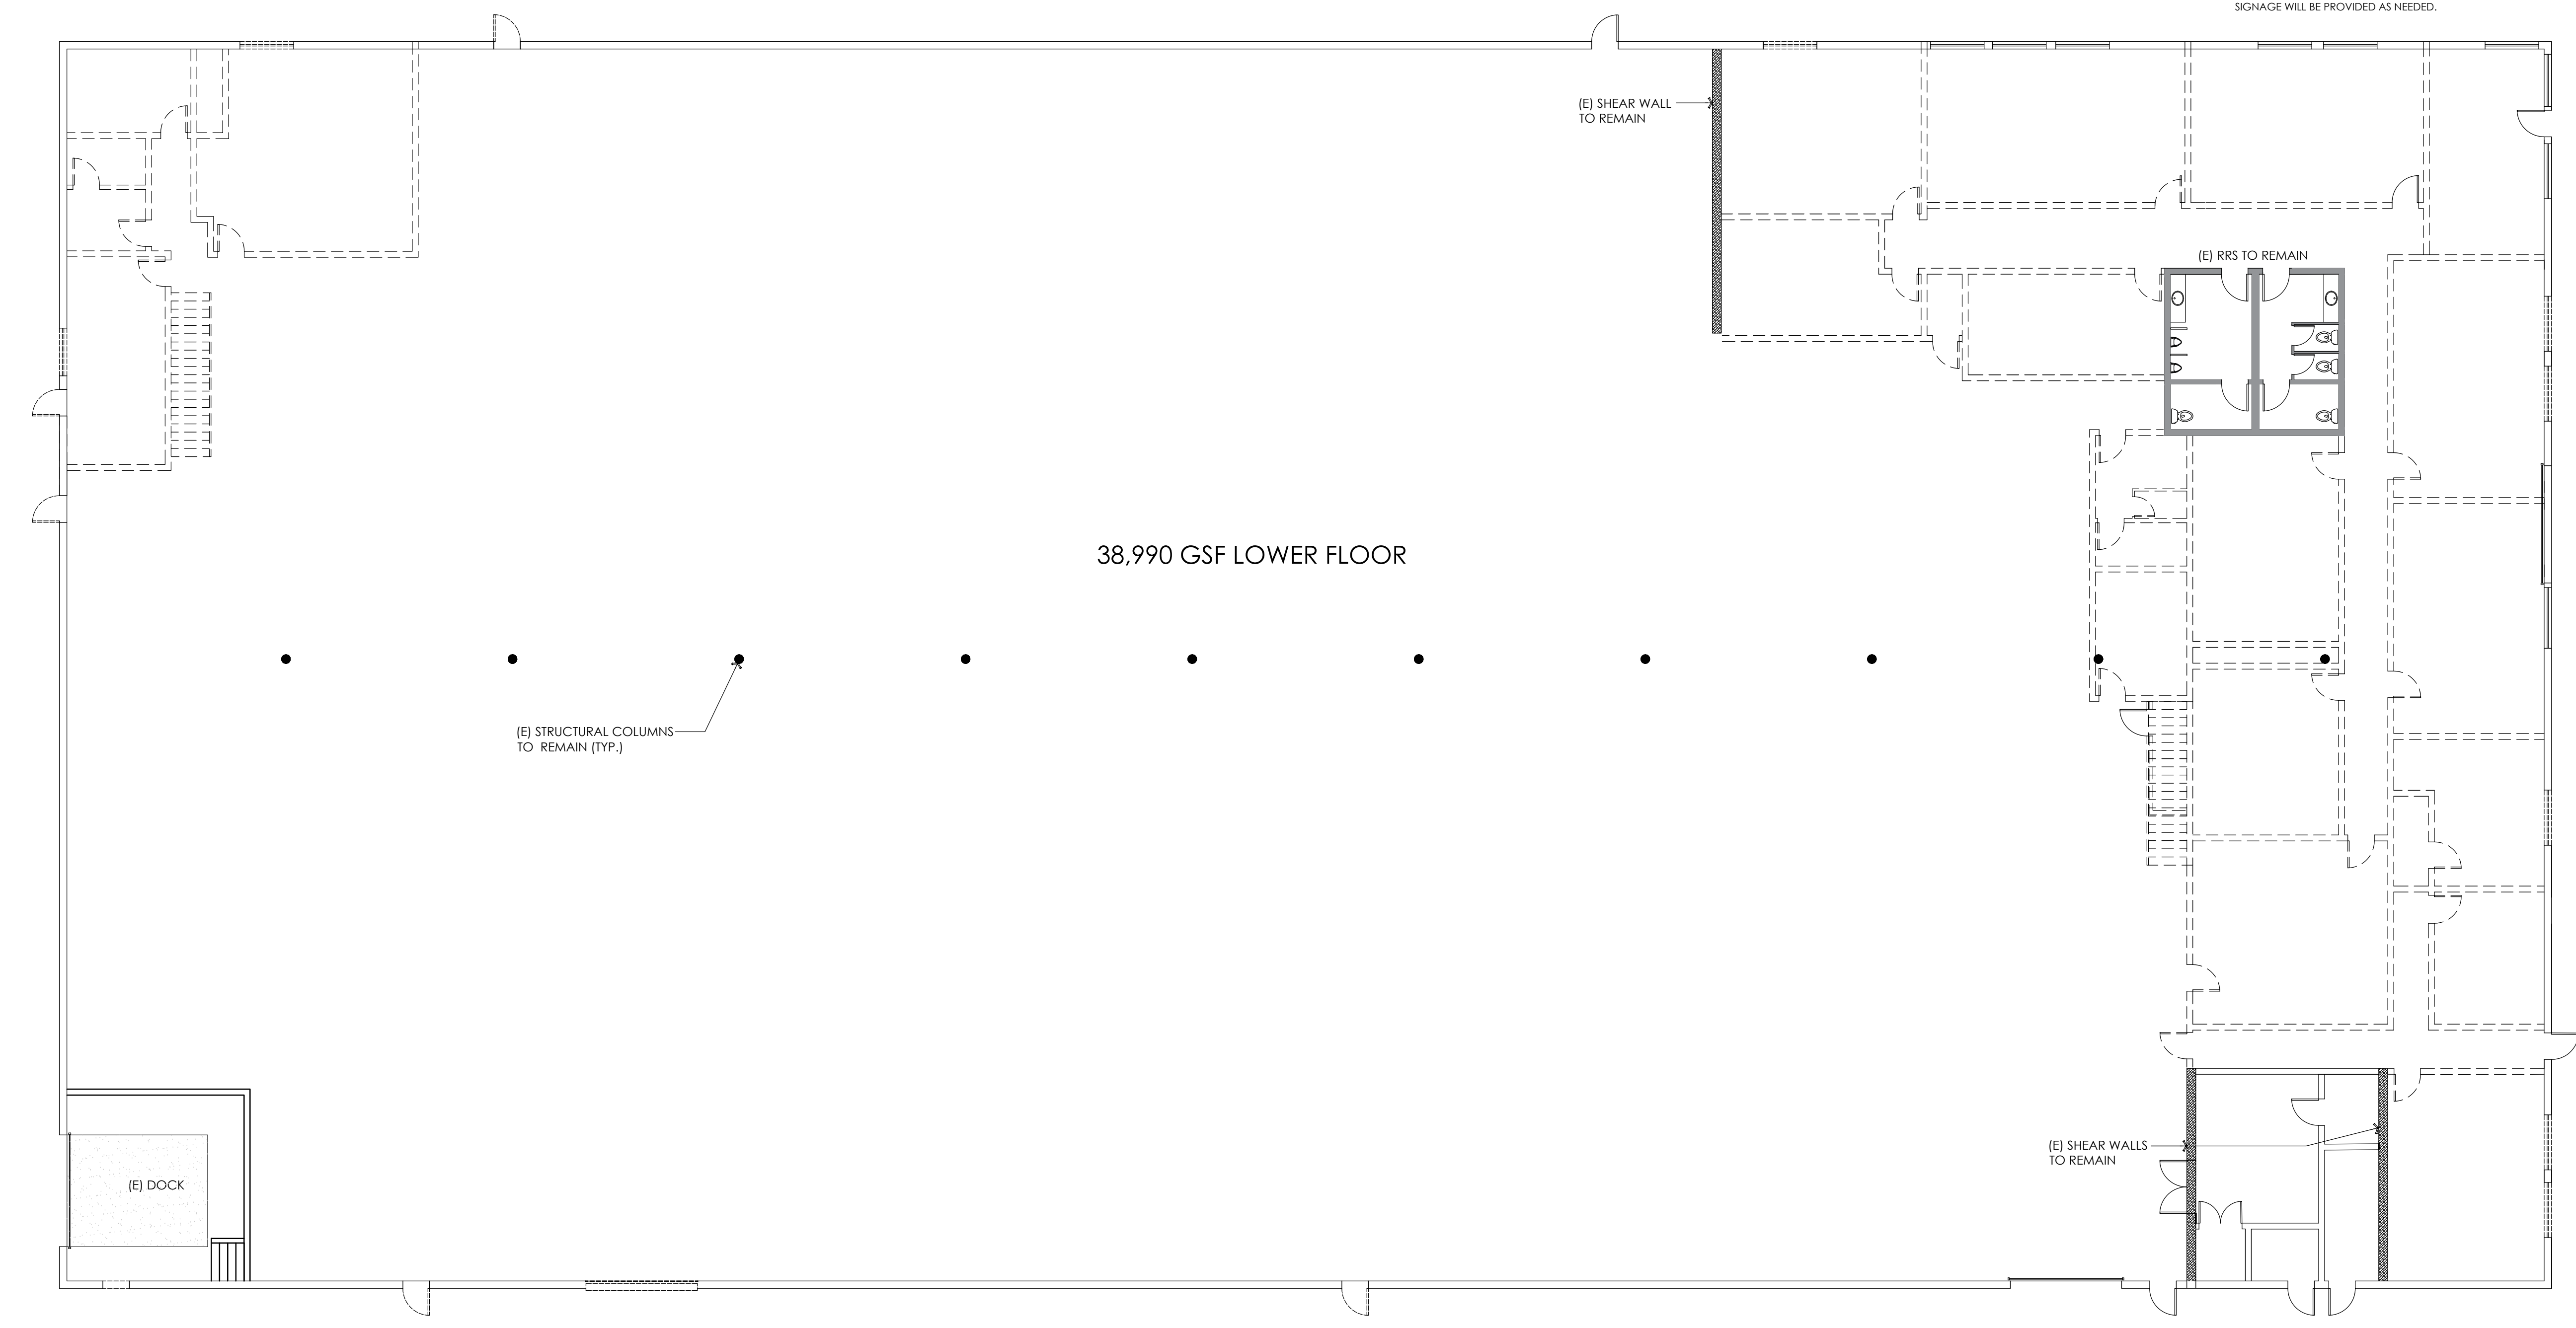 SIGNAGE WILL BE PROVIDED AS NEEDED.
(E) SHEAR WALL
TO REMAIN
(E) RRS TO REMAIN
38,990 GSF LOWER FLOOR
(E) STRUCTURAL COLUMNS
TO REMAIN (TYP.)
(E) SHEAR WALLS
TO REMAIN
(E) DOCK